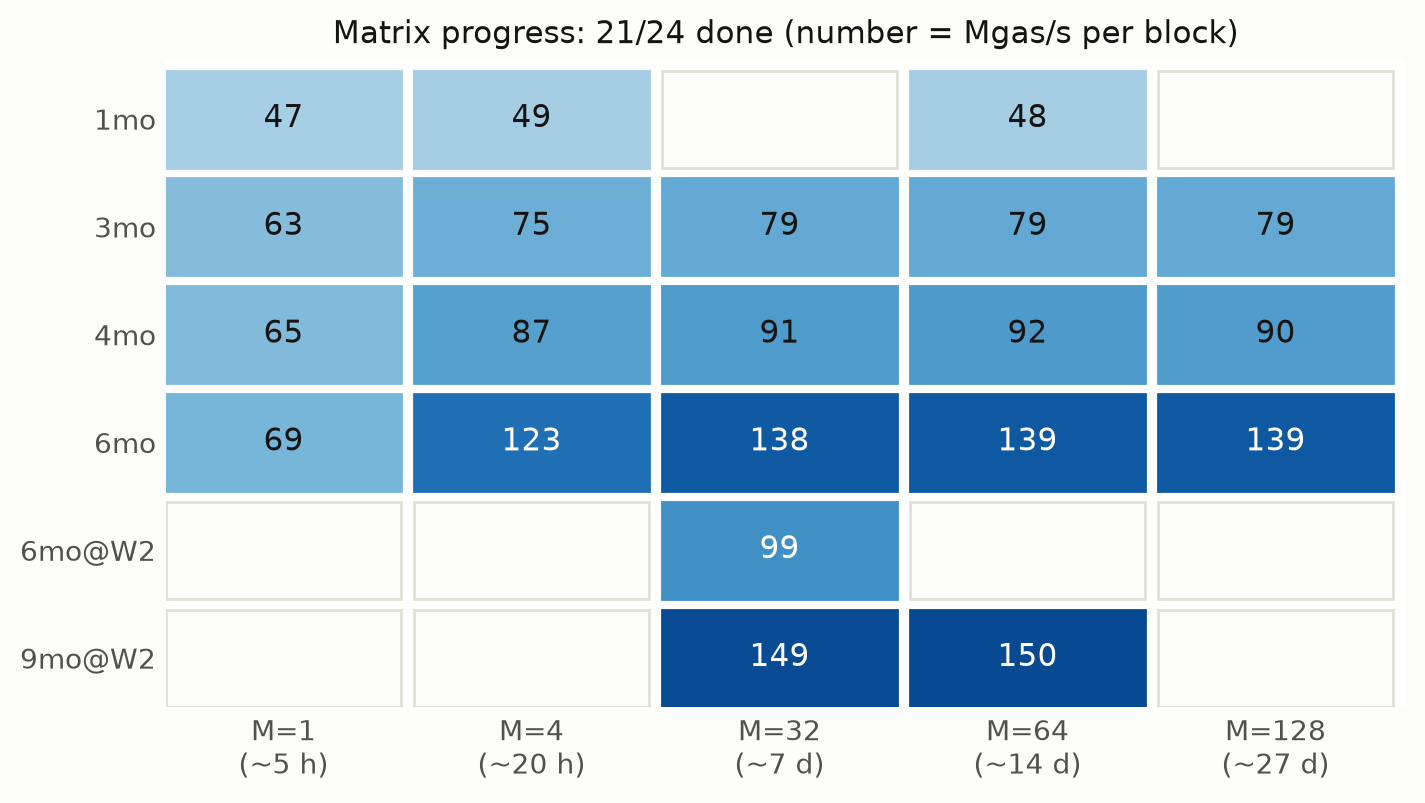 Matrix progress: 21/24 done (number = Mgas/s per block)
1mo 47 49 48
3mo 63 75 79 79 79
4mo 65 87 91 92 90
6mo 69 123 138 139 139
6mo@W2 99
9mo@W2 149 150
M=1 M=4 M=32 M=64 M=128
(~5 h) (~20 h) (~7 d) (~14 d) (~27 d)